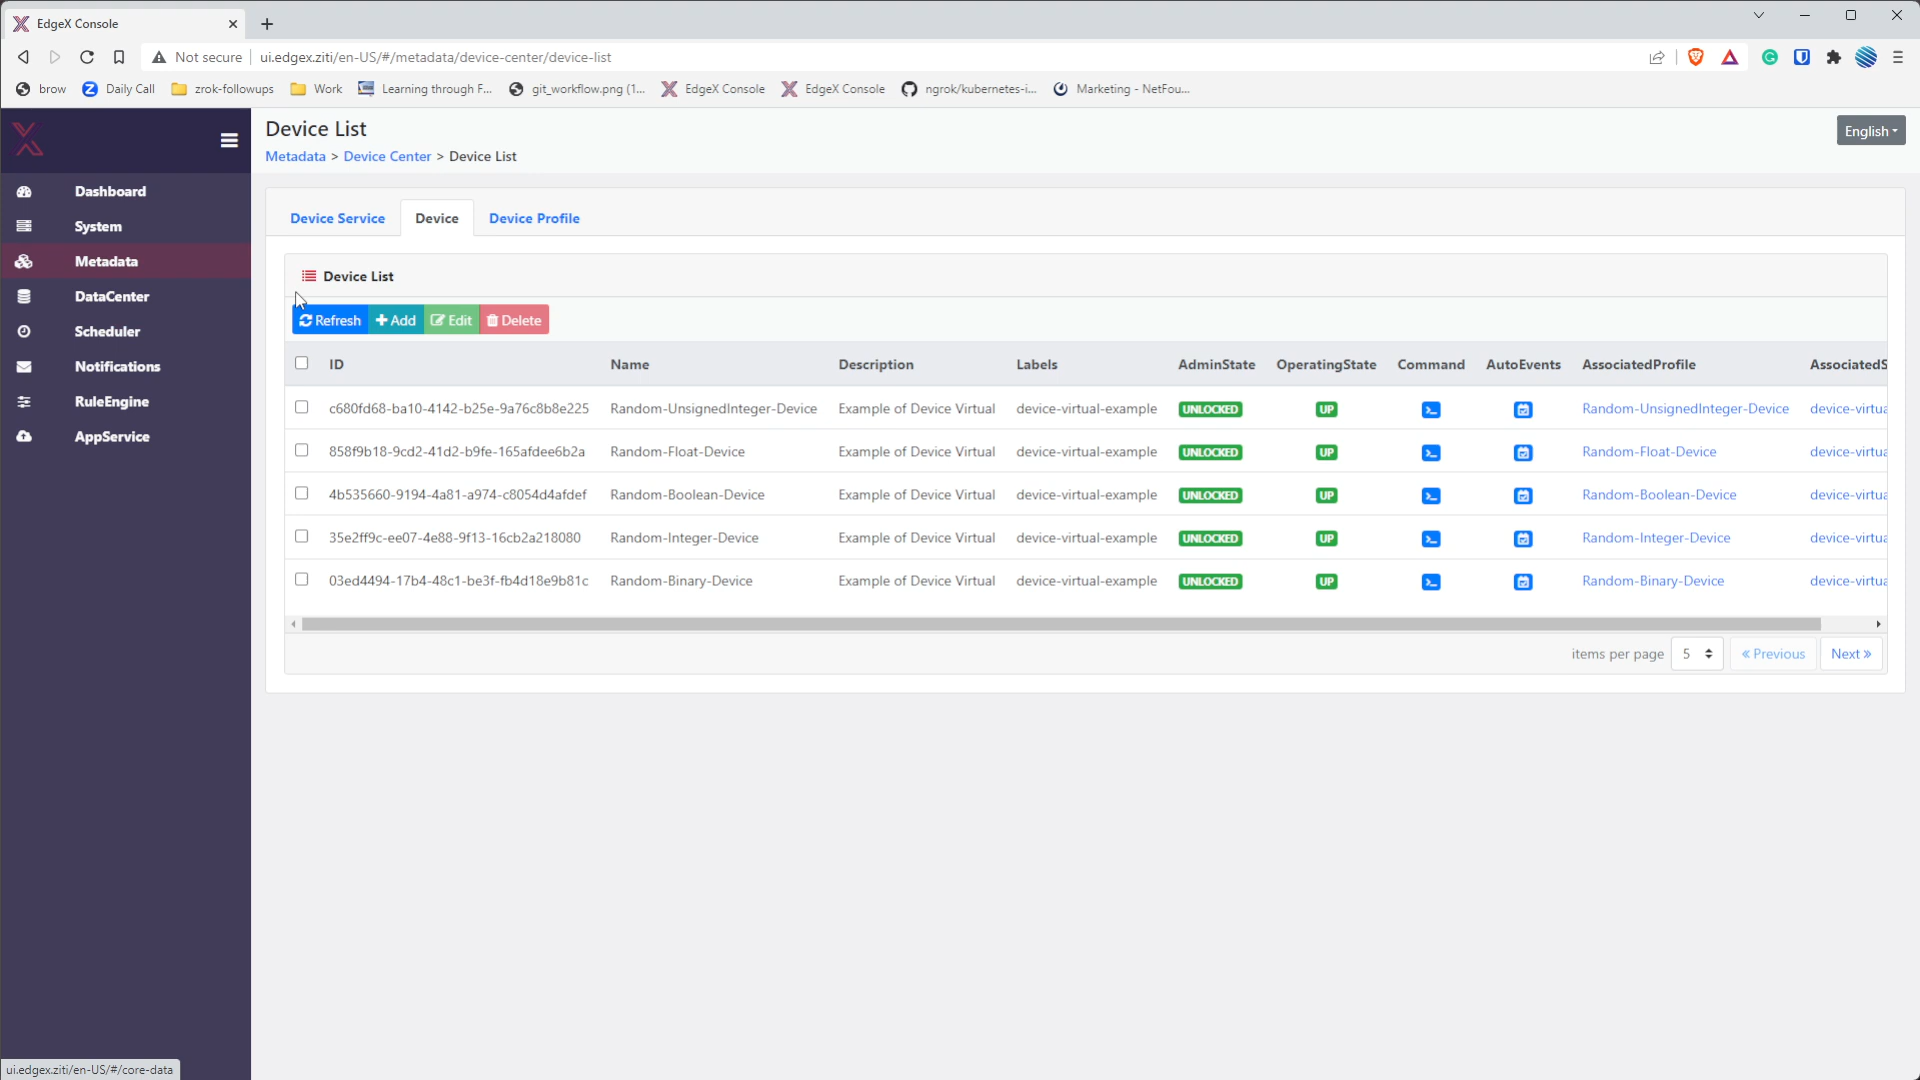 EdgeX Console
Not secure ui.edgex.ziti/en-US/#/metadata/device-center/device-list
brow Daily Call zrok-followups Work Learning through F... git_workflow.png (1... EdgeX Console EdgeX Console ngrok/kubernetes-i... Marketing - NetFou...
Device List
English
Metadata > Device Center > Device List
Dashboard
System
Metadata
DataCenter
Scheduler
Notifications
RuleEngine
AppService
Device Service Device Device Profile
Device List
Refresh Add Edit Delete
ID Name Description Labels AdminState OperatingState Command AutoEvents AssociatedProfile AssociatedS
c680fd68-ba10-4142-b25e-9a76c8b8e225 Random-UnsignedInteger-Device Example of Device Virtual device-virtual-example UNLOCKED UP Random-UnsignedInteger-Device device-virtua
858f9b18-9cd2-41d2-b9fe-165afdee6b2a Random-Float-Device Example of Device Virtual device-virtual-example UNLOCKED UP Random-Float-Device device-virtua
4b535660-9194-4a81-a974-c8054d4afdef Random-Boolean-Device Example of Device Virtual device-virtual-example UNLOCKED UP Random-Boolean-Device device-virtua
35e2ff9c-ee07-4e88-9f13-16cb2a218080 Random-Integer-Device Example of Device Virtual device-virtual-example UNLOCKED UP Random-Integer-Device device-virtua
03ed4494-17b4-48c1-be3f-fb4d18e9b81c Random-Binary-Device Example of Device Virtual device-virtual-example UNLOCKED UP Random-Binary-Device device-virtua
items per page 5 « Previous Next »
ui.edgex.ziti/en-US/#/core-data